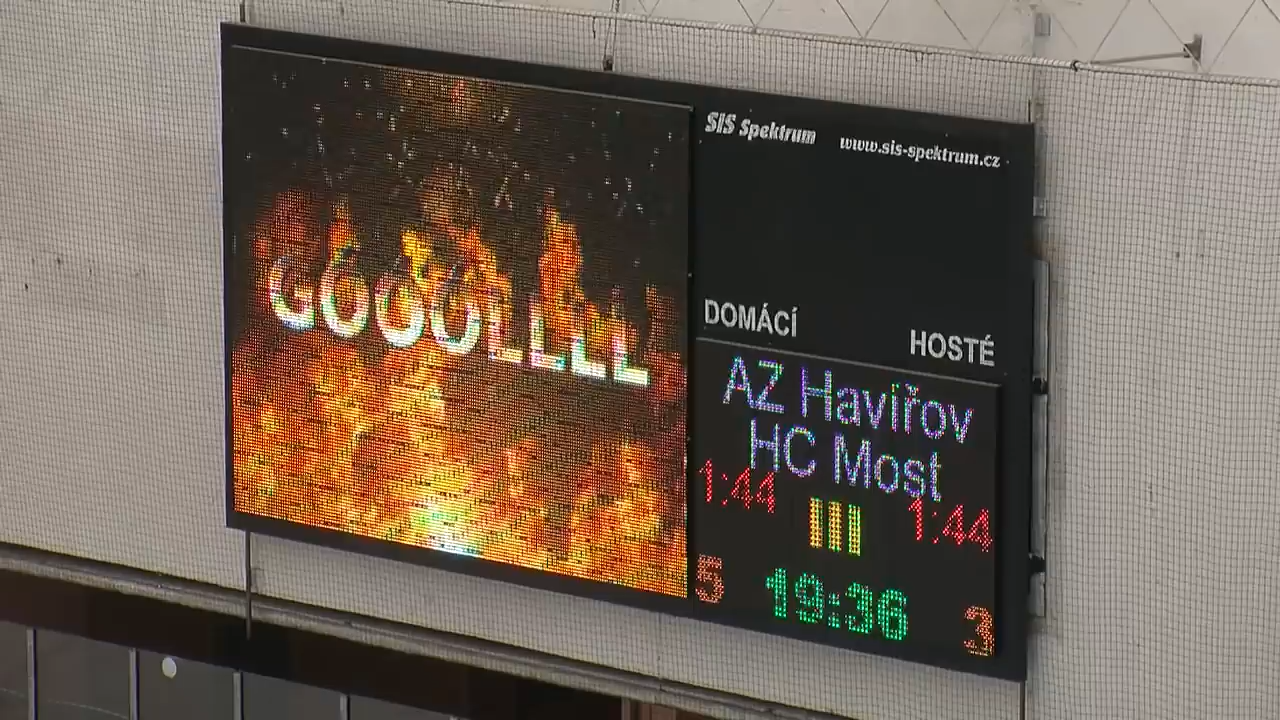 GÓÓÓLLLL
SIS Spektrum www.sis-spektrum.cz
DOMÁCÍ HOSTÉ
AZ Havířov
HC Most
1:44 III 1:44
5 19:36 3